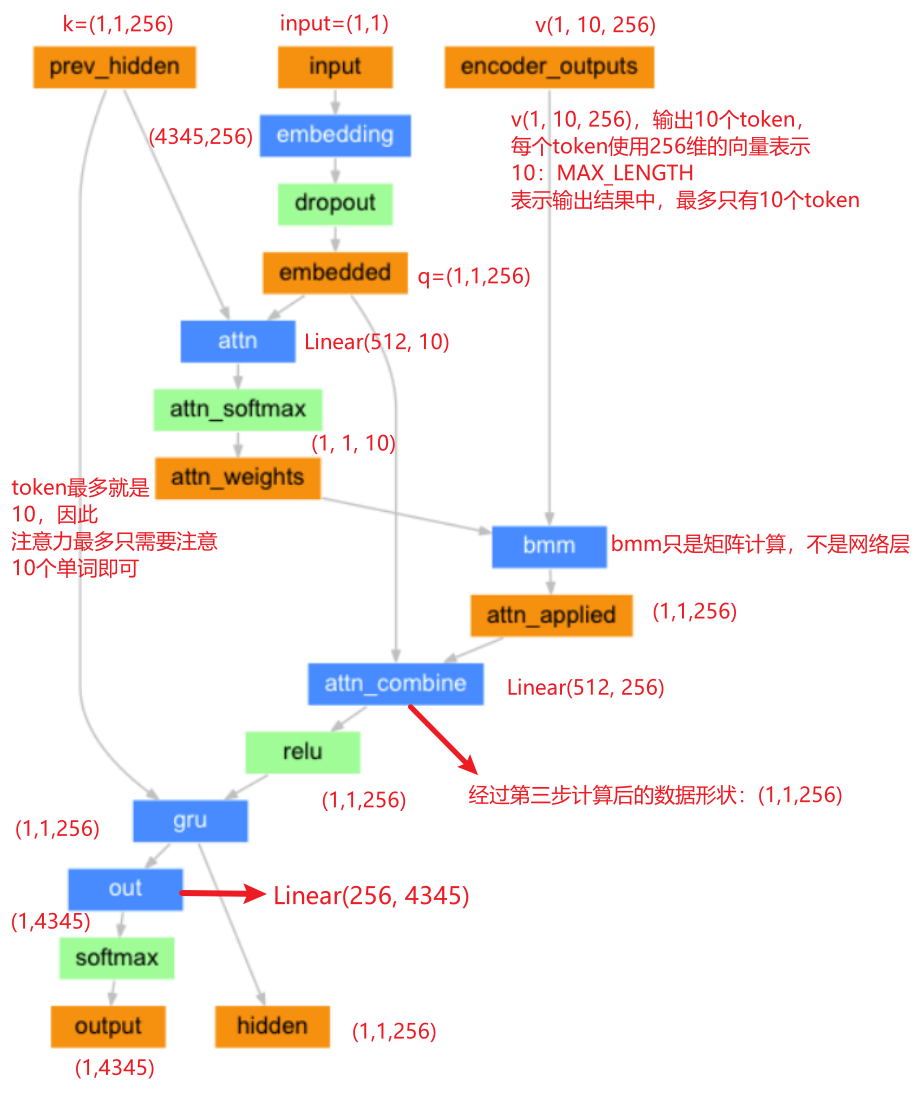 k=(1,1,256)
input=(1,1)
v(1, 10, 256)
prev_hidden
input
encoder_outputs
(4345,256)
embedding
v(1, 10, 256)，输出10个token，
每个token使用256维的向量表示
10：MAX_LENGTH
表示输出结果中，最多只有10个token
dropout
embedded
q=(1,1,256)
attn
Linear(512, 10)
attn_softmax
(1, 1, 10)
attn_weights
token最多就是
10，因此
注意力最多只需要注意
10个单词即可
bmm
bmm只是矩阵计算，不是网络层
attn_applied
(1,1,256)
attn_combine
Linear(512, 256)
relu
(1,1,256)
经过第三步计算后的数据形状：(1,1,256)
gru
(1,1,256)
out
Linear(256, 4345)
(1,4345)
softmax
output
hidden
(1,1,256)
(1,4345)